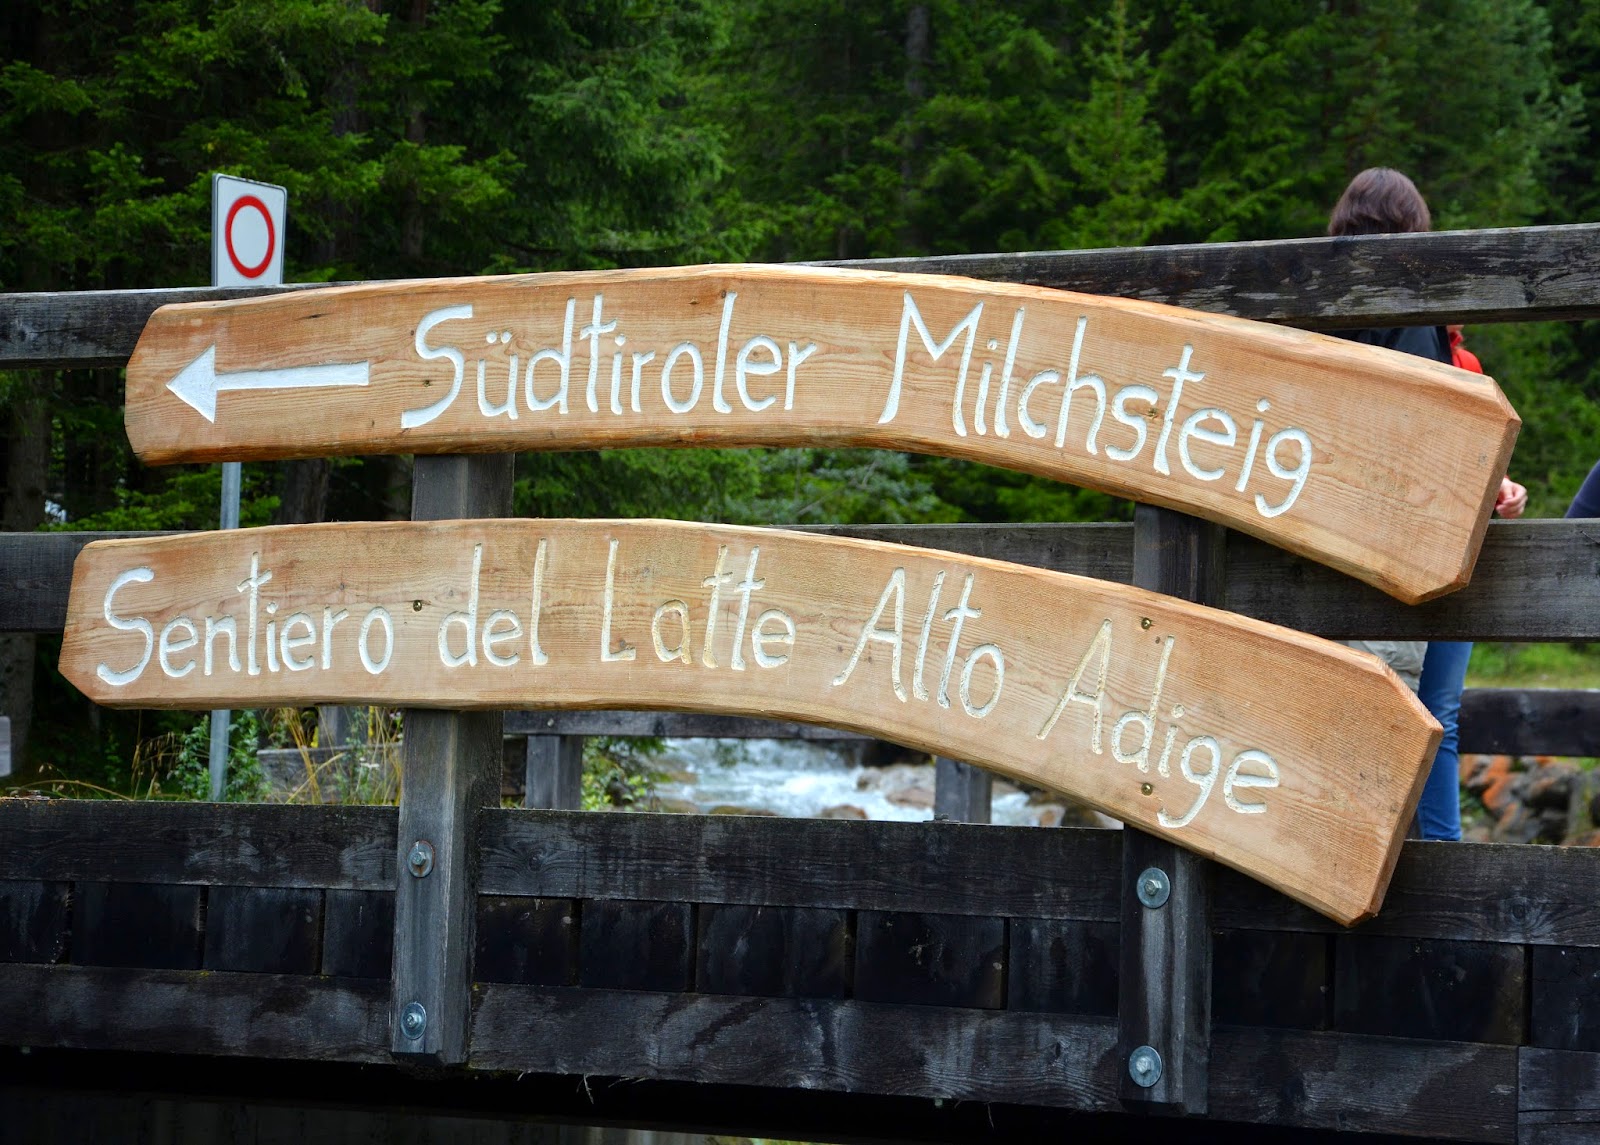 Südtiroler Milchsteig
Sentiero del Latte Alto Adige